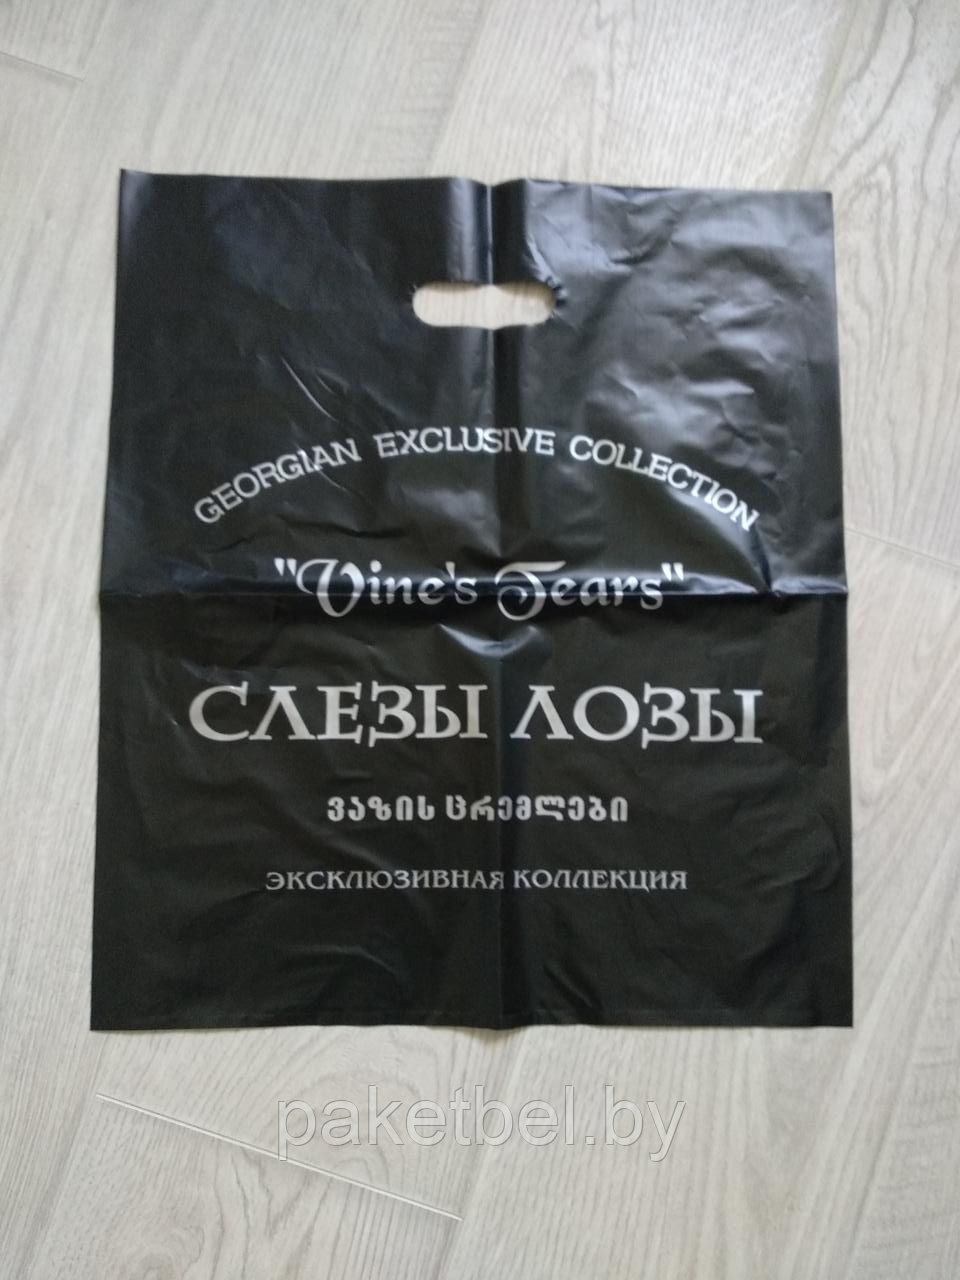 GEORGIAN EXCLUSIVE COLLECTION
"Vine's Tears"
СЛЕЗЫ ЛОЗЫ
ვაზის ცრემლები
ЭКСКЛЮЗИВНАЯ КОЛЛЕКЦИЯ
paketbel.by